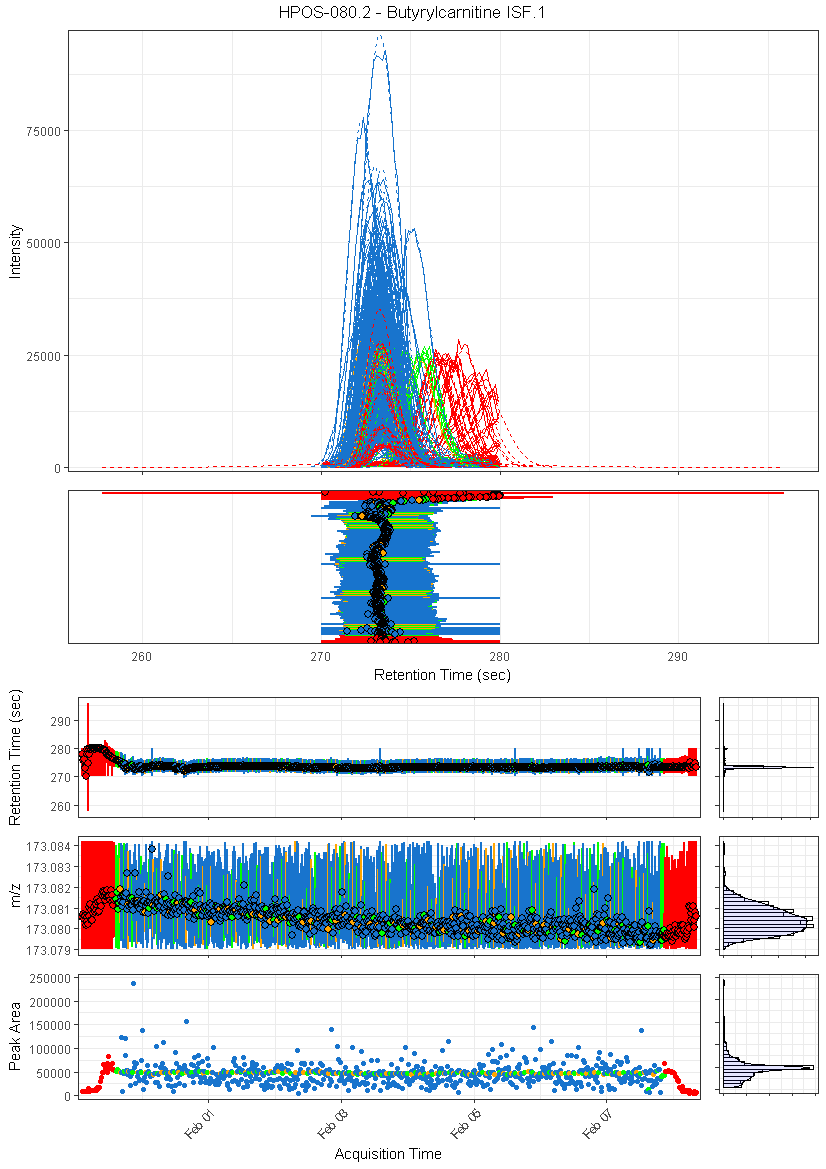 HPOS-080.2 - Butyrylcarnitine ISF.1
Intensity
75000
50000
25000
0
260
270
280
290
Retention Time (sec)
Retention Time (sec)
290
280
270
260
m/z
173.084
173.083
173.082
173.081
173.080
173.079
Peak Area
250000
200000
150000
100000
50000
0
Feb 01
Feb 03
Feb 05
Feb 07
Acquisition Time